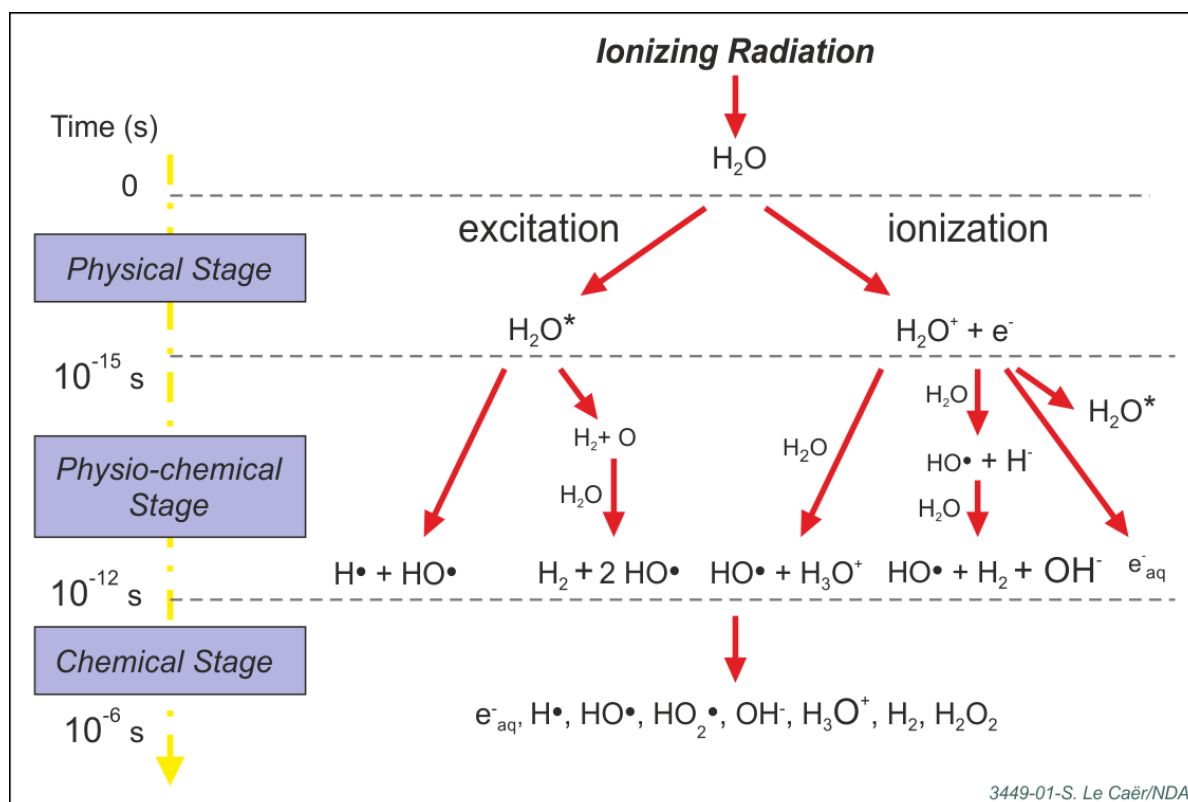 Ionizing Radiation
Time (s)
H₂O
0
excitation ionization
Physical Stage
H₂O* H₂O⁺ + e⁻
10⁻¹⁵ s
H₂O H₂O*
H₂+ O H₂O
Physio-chemical
Stage
HO• + H⁻
H₂O H₂O
H• + HO• H₂ + 2 HO• HO• + H₃O⁺ HO• + H₂ + OH⁻ e⁻aq
10⁻¹² s
Chemical Stage
10⁻⁶ s
e⁻aq, H•, HO•, HO₂•, OH⁻, H₃O⁺, H₂, H₂O₂
3449-01-S. Le Caër/NDA